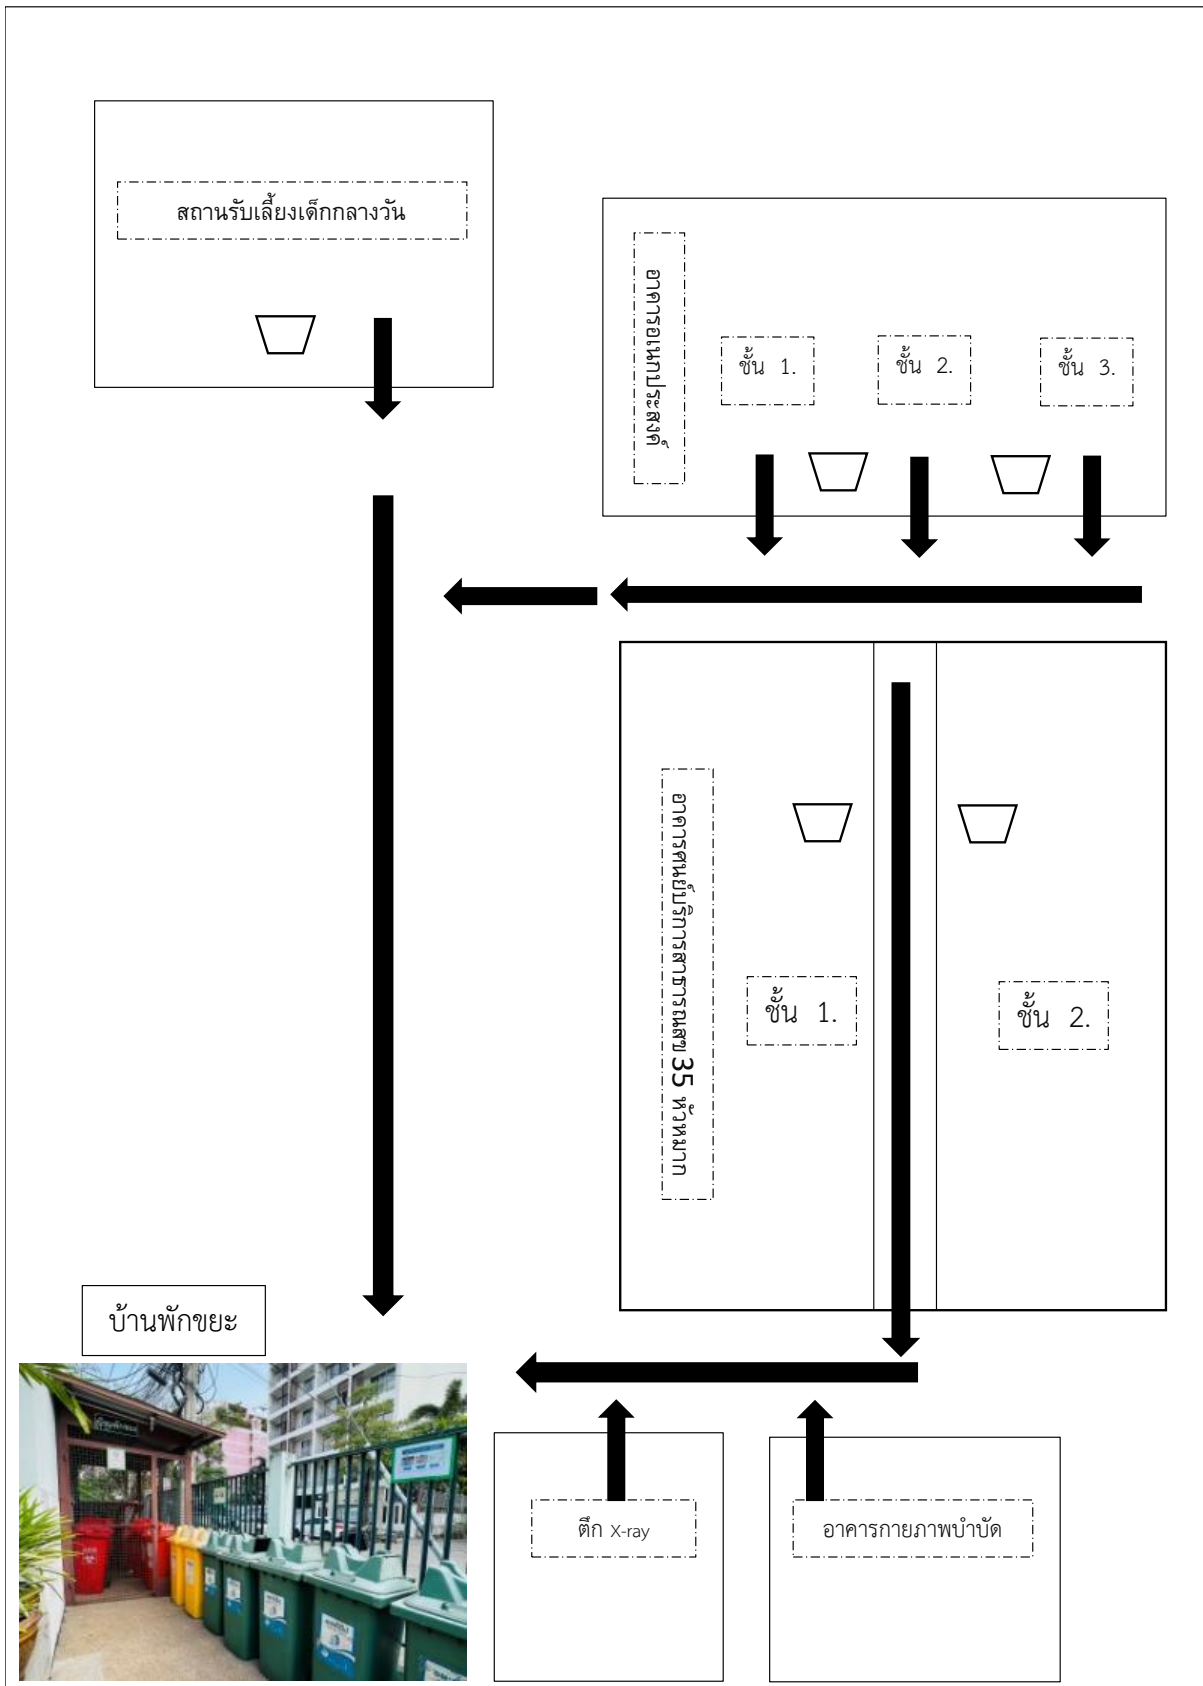 สถานรับเลี้ยงเด็กกลางวัน
อาคารอเนกประสงค์
ชั้น 1.
ชั้น 2.
ชั้น 3.
อาคารศูนย์บริการสาธารณสุข 35 หัวหมาก
ชั้น 1.
ชั้น 2.
บ้านพักขยะ
ตึก X-ray
อาคารกายภาพบำบัด